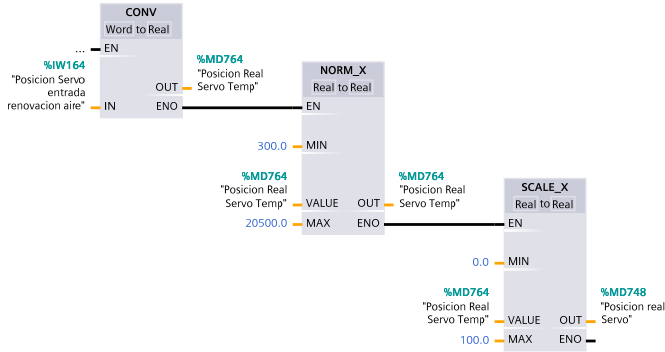 CONV
Word to Real
... EN
%IW164
"Posicion Servo
entrada
renovacion aire" IN
%MD764
"Posicion Real
Servo Temp"
OUT
ENO
NORM_X
Real to Real
EN
300.0 MIN
%MD764
"Posicion Real
Servo Temp" VALUE
20500.0 MAX
%MD764
"Posicion Real
Servo Temp"
OUT
ENO
SCALE_X
Real to Real
EN
0.0 MIN
%MD764
"Posicion Real
Servo Temp" VALUE
100.0 MAX
%MD748
"Posicion real
Servo"
OUT
ENO